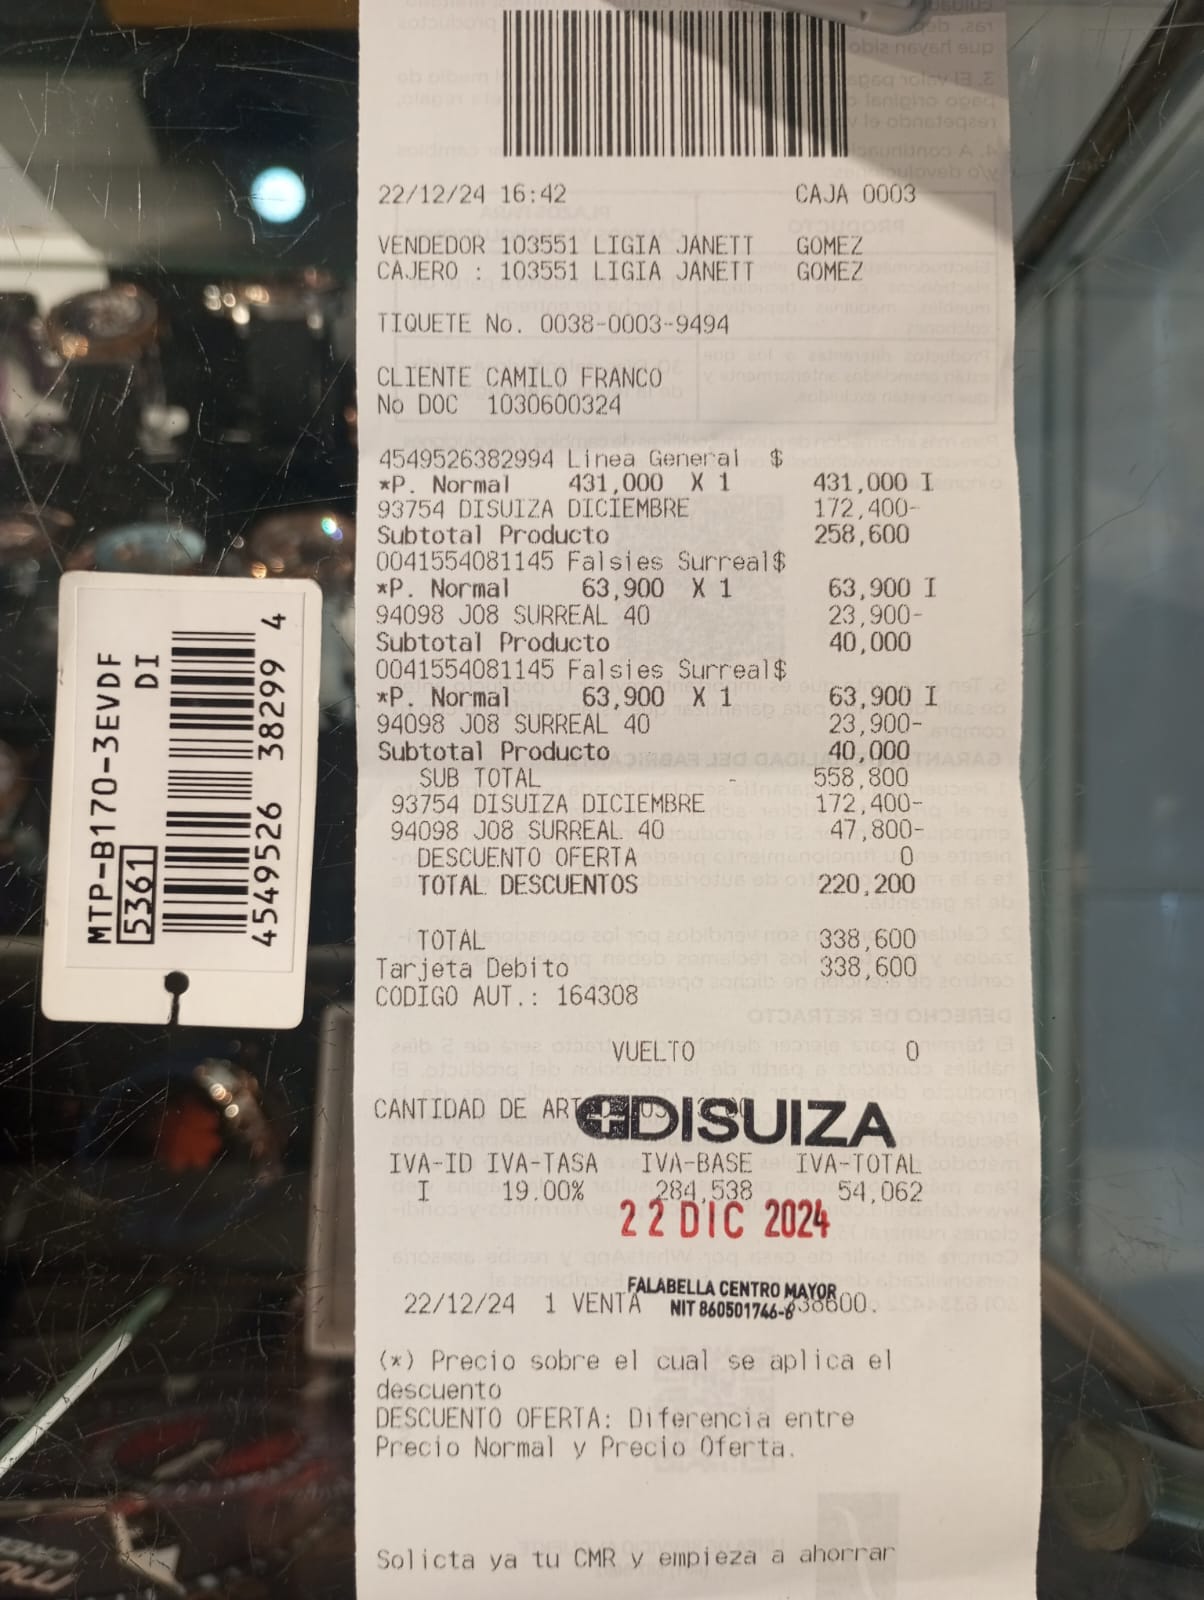 22/12/24 16:42 CAJA 0003
VENDEDOR 103551 LIGIA JANETT GOMEZ
CAJERO : 103551 LIGIA JANETT GOMEZ
TIQUETE No. 0038-0003-9494
CLIENTE CAMILO FRANCO
No DOC 1030600324
4549526382994 Linea General $
*P. Normal 431,000 X 1 431,000 I
93754 DISUIZA DICIEMBRE 172,400-
Subtotal Producto 258,600
0041554081145 Falsies Surreal$
*P. Normal 63,900 X 1 63,900 I
94098 J08 SURREAL 40 23,900-
Subtotal Producto 40,000
0041554081145 Falsies Surreal$
*P. Normal 63,900 X 1 63,900 I
94098 J08 SURREAL 40 23,900-
Subtotal Producto 40,000
SUB TOTAL - 558,800
93754 DISUIZA DICIEMBRE 172,400-
94098 J08 SURREAL 40 47,800-
DESCUENTO OFERTA 0
TOTAL DESCUENTOS 220,200
TOTAL 338,600
Tarjeta Debito 338,600
CODIGO AUT.: 164308
VUELTO 0
CANTIDAD DE
DISUIZA
IVA-ID IVA-TASA IVA-BASE IVA-TOTAL
I 19.00% 284,538 54,062
22 DIC 2024
FALABELLA CENTRO MAYOR
NIT 860501746-
22/12/24 1 VENTA
(*) Precio sobre el cual se aplica el
descuento
DESCUENTO OFERTA: Diferencia entre
Precio Normal y Precio Oferta.
Solicta ya tu CMR y empieza a ahorrar
MTP-B170-3EVDF
DI
5361
4549526 38299 4